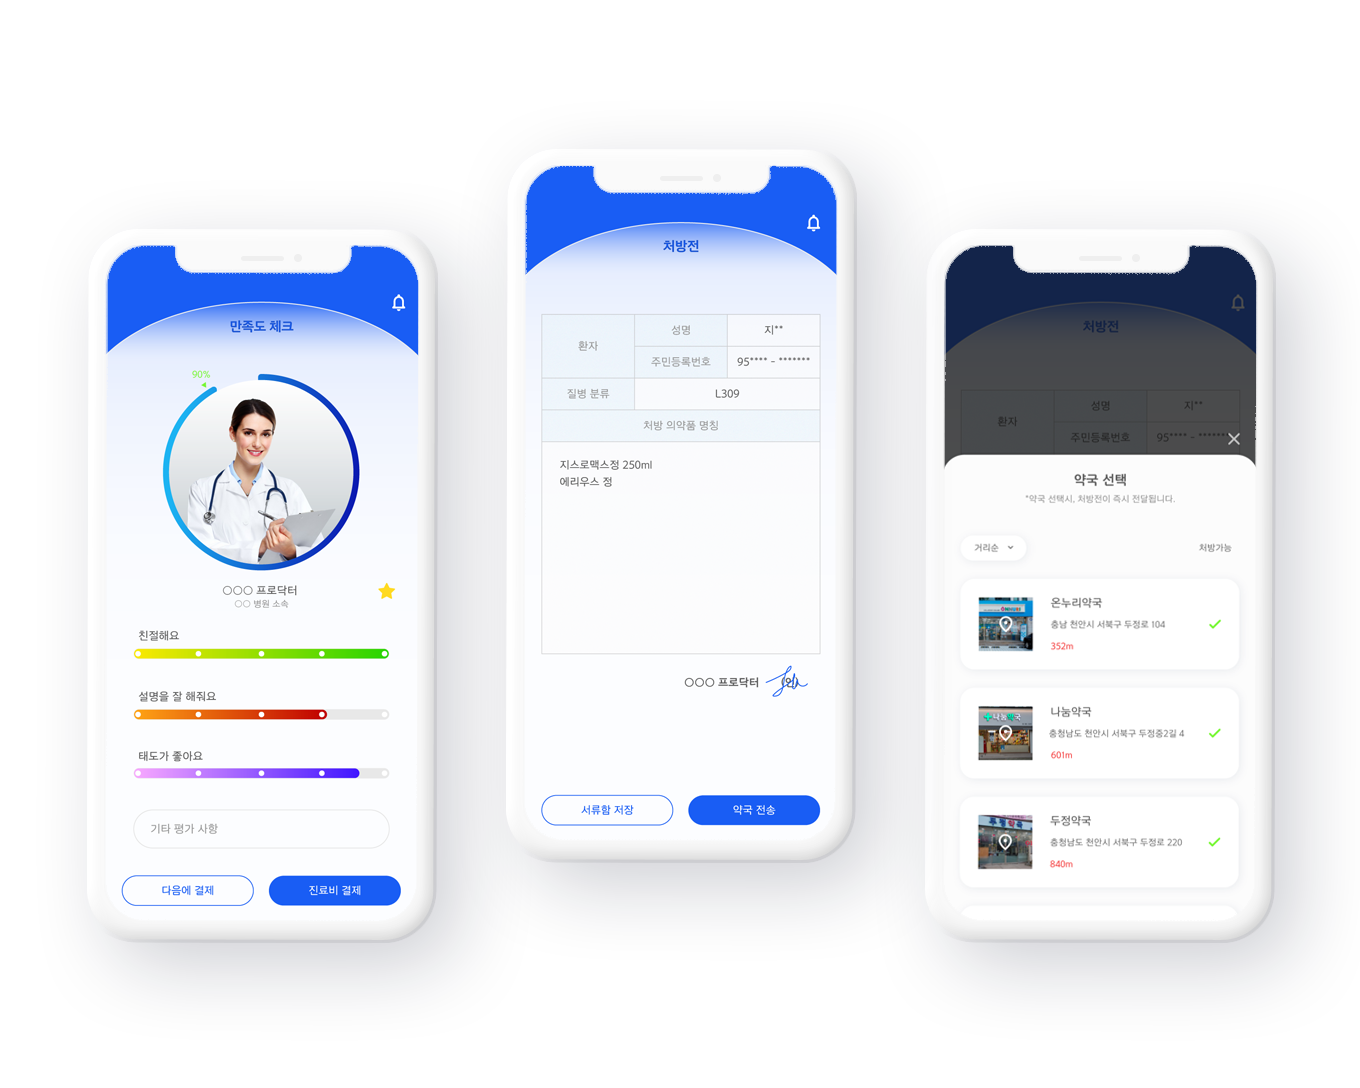 만족도 체크
90%
○○○ 프로닥터
○○ 병원 소속
친절해요
설명을 잘 해줘요
태도가 좋아요
기타 평가 사항
다음에 결제
진료비 결제
처방전
환자
성명
지**
주민등록번호
95**** - *******
질병 분류
L309
처방 의약품 명칭
지스로맥스정 250ml
에리우스 정
○○○ 프로닥터 (인)
서류함 저장
약국 전송
처방전
환자
성명
지**
주민등록번호
95**** - *******
약국 선택
*약국 선택시, 처방전이 즉시 전달됩니다.
거리순
처방가능
온누리약국
충남 천안시 서북구 두정로 104
352m
나눔약국
나눔약국
충청남도 천안시 서북구 두정중2길 4
601m
두정약국
충청남도 천안시 서북구 두정로 220
840m